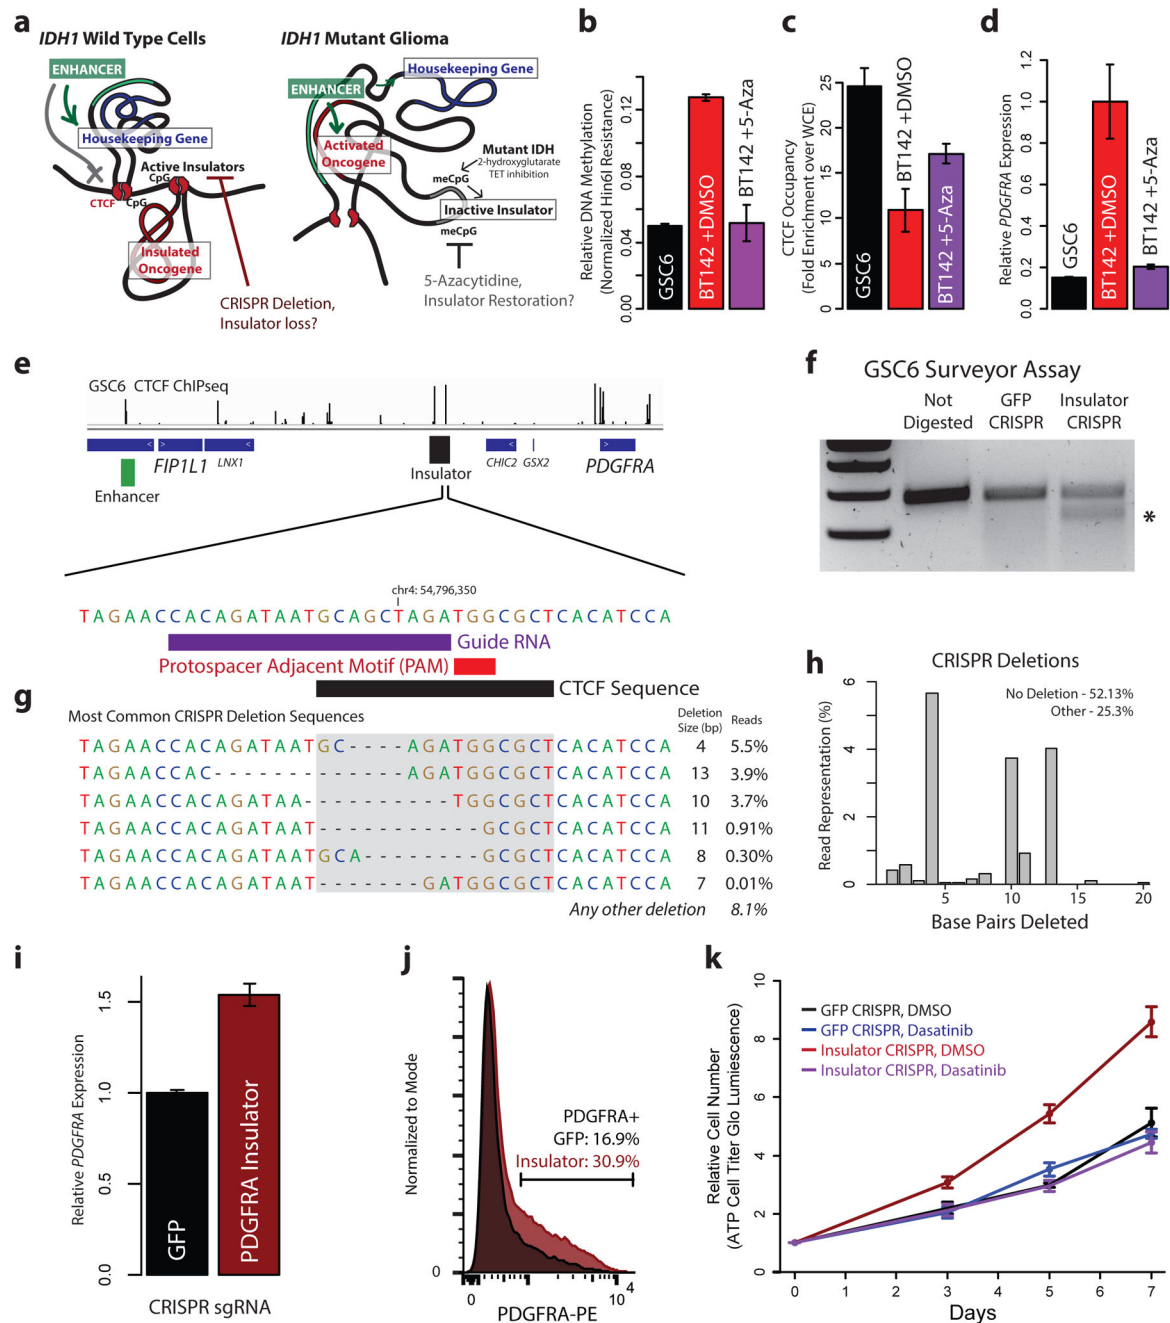 a
IDH1 Wild Type Cells
ENHANCER
Housekeeping Gene
Active Insulators
CpG
CTCF
CpG
Insulated
Oncogene
CRISPR Deletion,
Insulator loss?
IDH1 Mutant Glioma
Housekeeping Gene
ENHANCER
Activated
Oncogene
Mutant IDH
2-hydroxyglutarate
TET inhibition
meCpG
Inactive Insulator
meCpG
5-Azacytidine,
Insulator Restoration?
b
Relative DNA Methylation
(Normalized HinóI Resistance)
0.00
0.04
0.08
0.12
GSC6
BT142 +DMSO
BT142 +5-Aza
c
CTCF Occupancy
(Fold Enrichment over WCE)
0
5
10
15
20
25
GSC6
BT142 +DMSO
BT142 +5-Aza
d
Relative PDGFRA Expression
0.0
0.2
0.4
0.6
0.8
1.0
1.2
GSC6
BT142 +DMSO
BT142 +5-Aza
e
GSC6 CTCF ChIPseq
< > < < >
FIP1L1
LNX1
Insulator
CHIC2
GSX2
PDGFRA
Enhancer
chr4: 54,796,350
TAGAACCACAGATAATGCAGCTAGATGGCGCTCACATCCA
Guide RNA
Protospacer Adjacent Motif (PAM)
CTCF Sequence
f
GSC6 Surveyor Assay
Not
Digested
GFP
CRISPR
Insulator
CRISPR
*
g
Most Common CRISPR Deletion Sequences
Deletion
Size (bp)
Reads
TAGAACCACAGATAATGC----AGATGGCGCTCACATCCA 4 5.5%
TAGAACCAC-------------AGATGGCGCTCACATCCA 13 3.9%
TAGAACCACAGATAA----------TGGCGCTCACATCCA 10 3.7%
TAGAACCACAGATAAT-----------GCGCTCACATCCA 11 0.91%
TAGAACCACAGATAATGCA--------GCGCTCACATCCA 8 0.30%
TAGAACCACAGATAAT-------GATGGCGCTCACATCCA 7 0.01%
Any other deletion 8.1%
h
CRISPR Deletions
No Deletion - 52.13%
Other - 25.3%
Read Representation (%)
0
2
4
6
5
10
15
20
Base Pairs Deleted
i
Relative PDGFRA Expression
0.0
0.5
1.0
1.5
GFP
PDGFRA Insulator
CRISPR sgRNA
j
Normalized to Mode
PDGFRA+
GFP: 16.9%
Insulator: 30.9%
0
0
10 4
PDGFRA-PE
k
Relative Cell Number
(ATP Cell Titer Glo Lumiescence)
0
2
4
6
8
10
GFP CRISPR, DMSO
GFP CRISPR, Dasatinib
Insulator CRISPR, DMSO
Insulator CRISPR, Dasatinib
0 1 2 3 4 5 6 7
Days